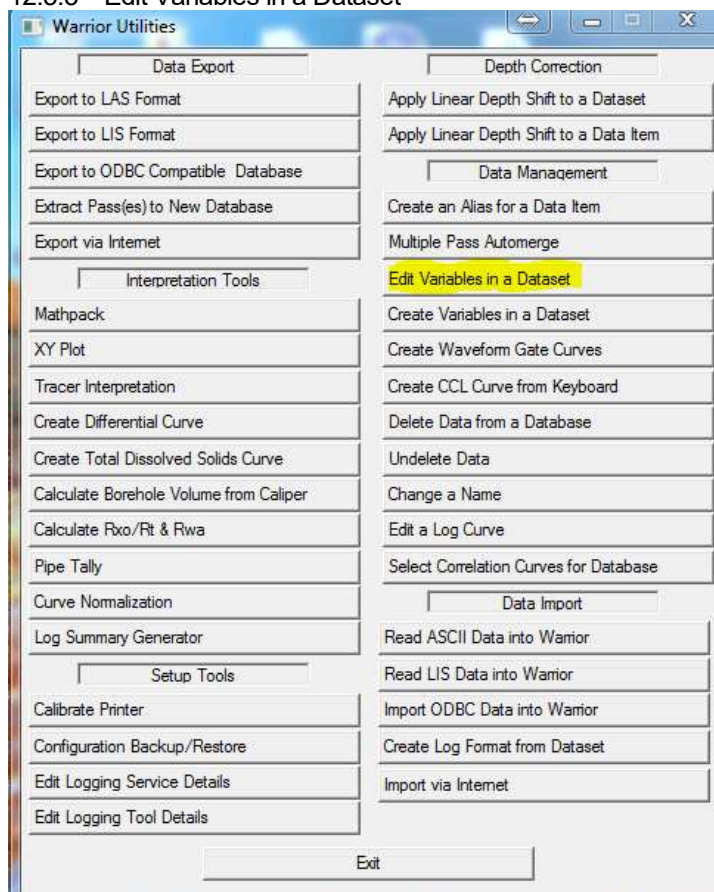 Edit Variables in a Dataset
Warrior Utilities
Data Export
Export to LAS Format
Export to LIS Format
Export to ODBC Compatible Database
Extract Pass(es) to New Database
Export via Internet
Interpretation Tools
Mathpack
XY Plot
Tracer Interpretation
Create Differential Curve
Create Total Dissolved Solids Curve
Calculate Borehole Volume from Caliper
Calculate Rxo/Rt & Rwa
Pipe Tally
Curve Normalization
Log Summary Generator
Setup Tools
Calibrate Printer
Configuration Backup/Restore
Edit Logging Service Details
Edit Logging Tool Details
Depth Correction
Apply Linear Depth Shift to a Dataset
Apply Linear Depth Shift to a Data Item
Data Management
Create an Alias for a Data Item
Multiple Pass Automerge
Edit Variables in a Dataset
Create Variables in a Dataset
Create Waveform Gate Curves
Create CCL Curve from Keyboard
Delete Data from a Database
Undelete Data
Change a Name
Edit a Log Curve
Select Correlation Curves for Database
Data Import
Read ASCII Data into Warrior
Read LIS Data into Warrior
Import ODBC Data into Warrior
Create Log Format from Dataset
Import via Internet
Exit